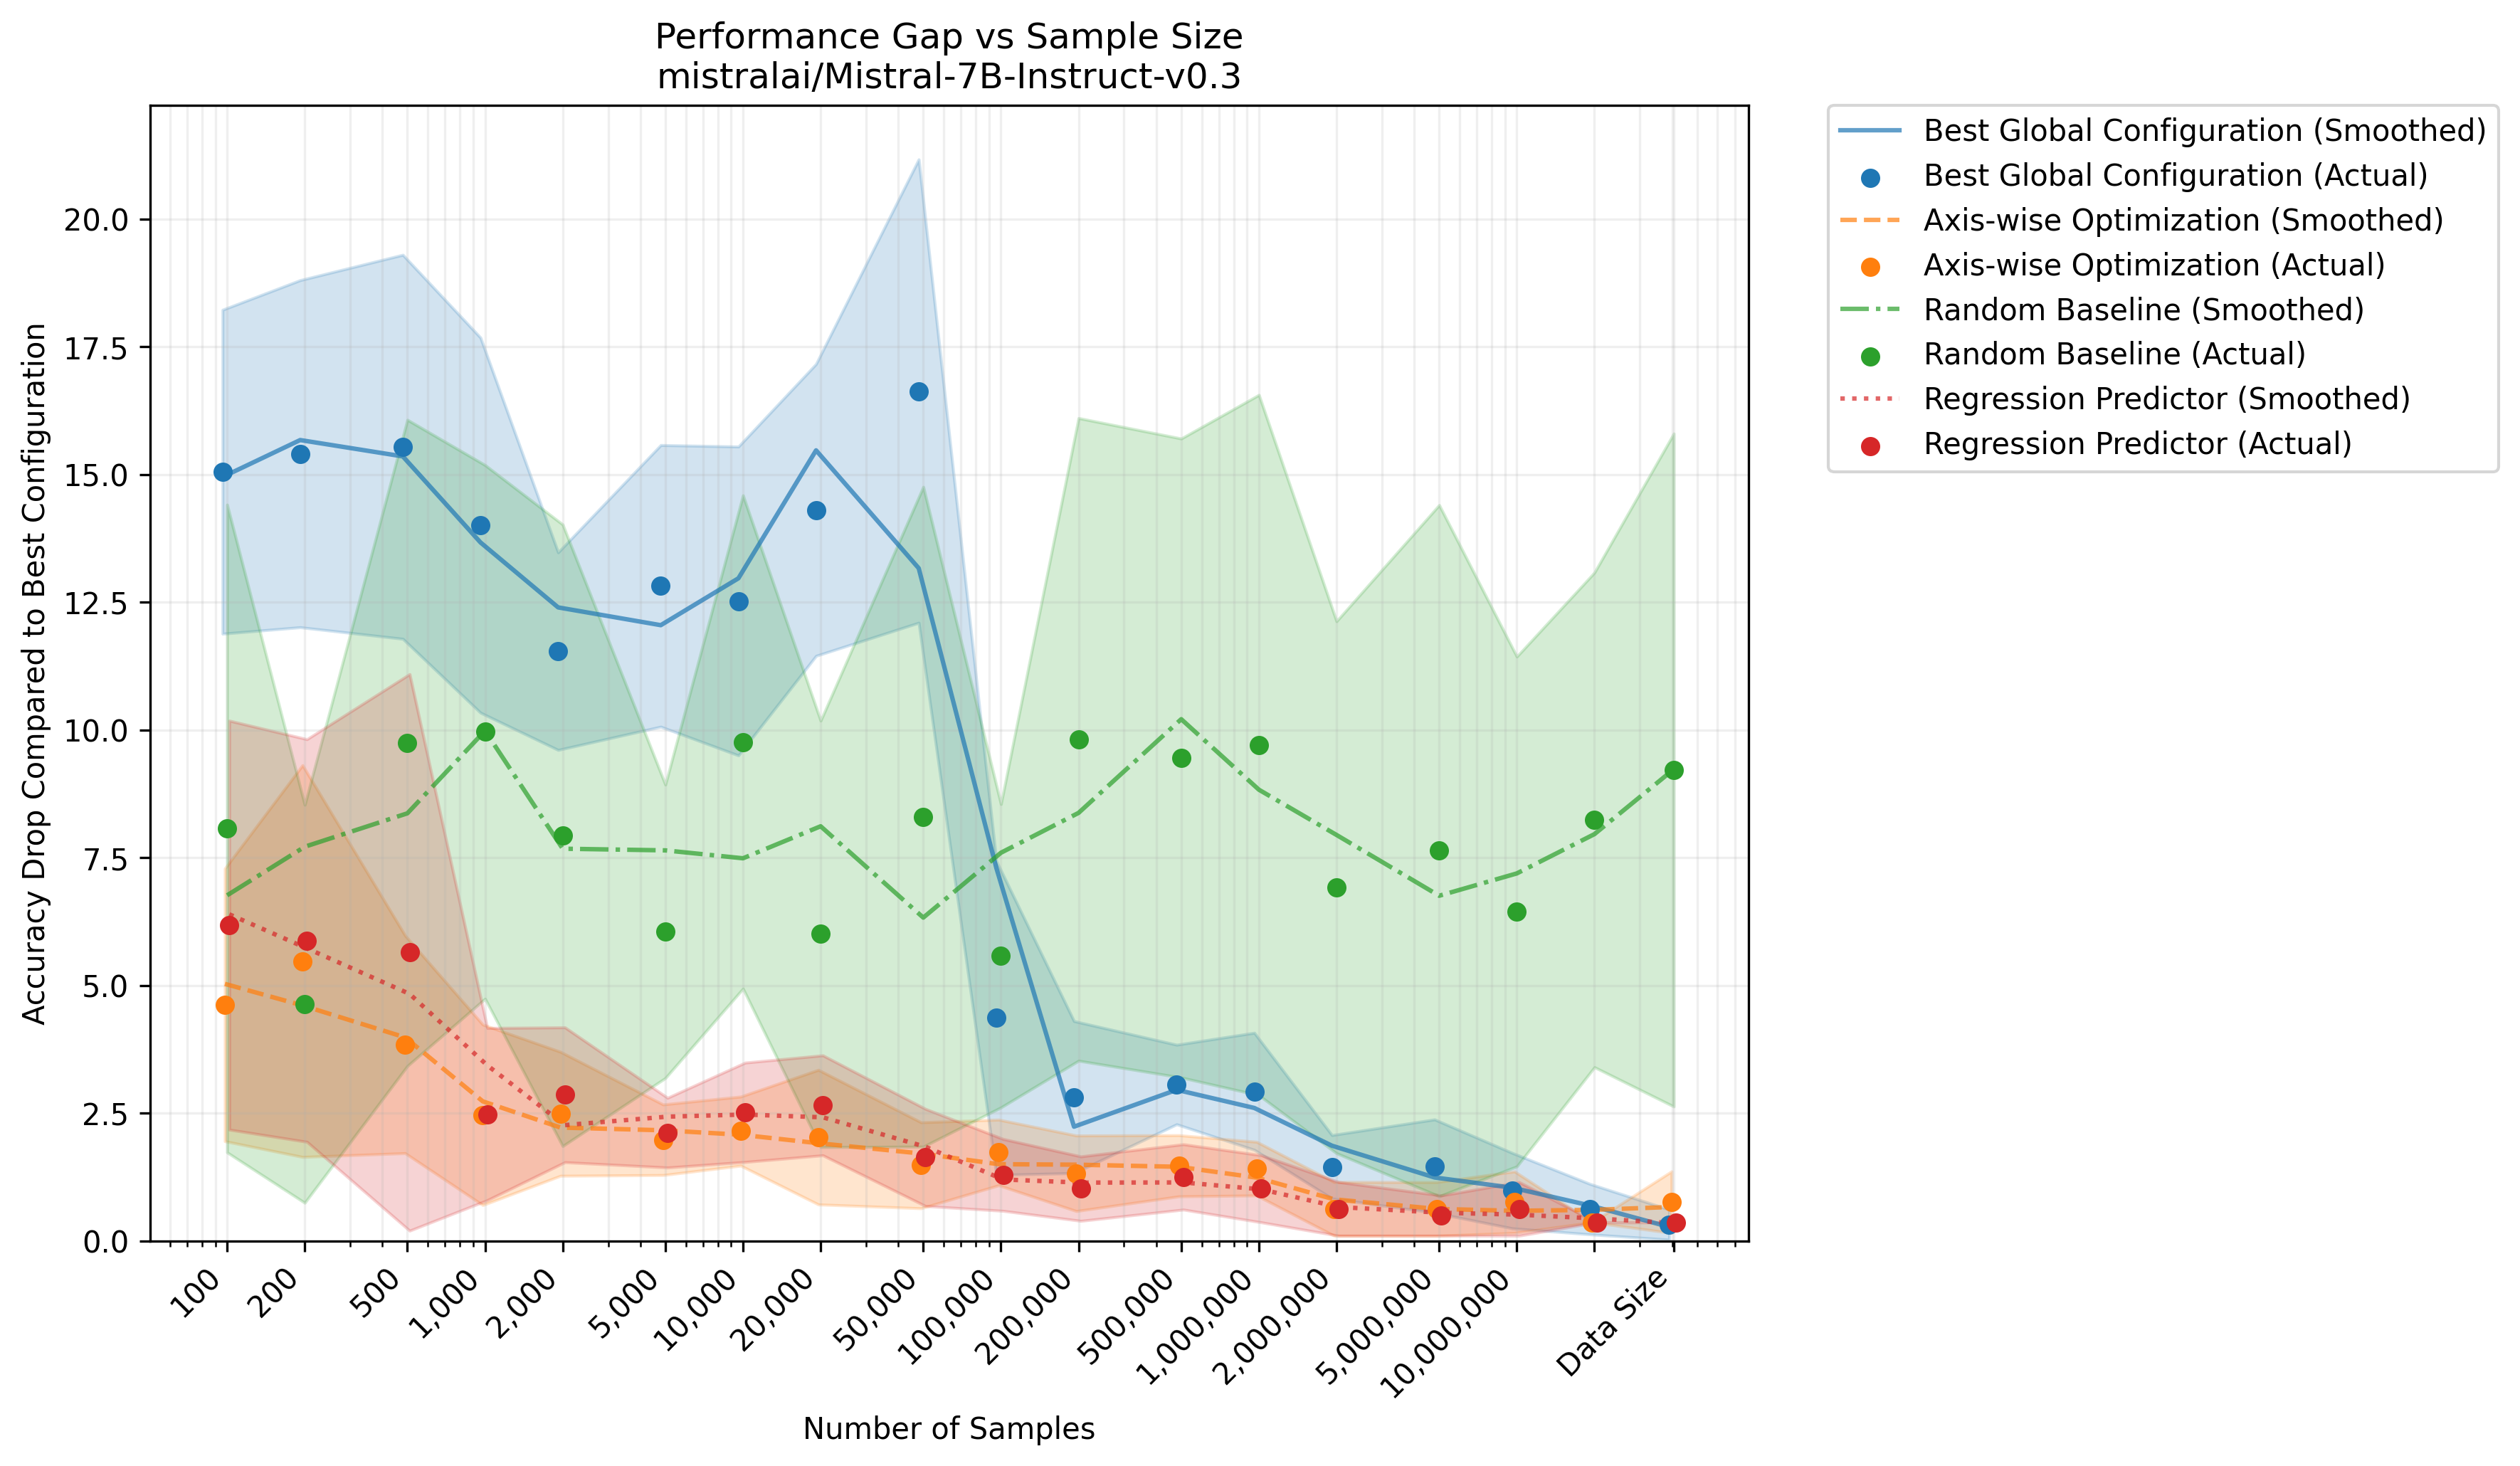 Performance Gap vs Sample Size
mistralai/Mistral-7B-Instruct-v0.3
Accuracy Drop Compared to Best Configuration
20.0
17.5
15.0
12.5
10.0
7.5
5.0
2.5
0.0
100
200
500
1,000
2,000
5,000
10,000
20,000
50,000
100,000
200,000
500,000
1,000,000
2,000,000
5,000,000
10,000,000
Data Size
Number of Samples
Best Global Configuration (Smoothed)
Best Global Configuration (Actual)
Axis-wise Optimization (Smoothed)
Axis-wise Optimization (Actual)
Random Baseline (Smoothed)
Random Baseline (Actual)
Regression Predictor (Smoothed)
Regression Predictor (Actual)